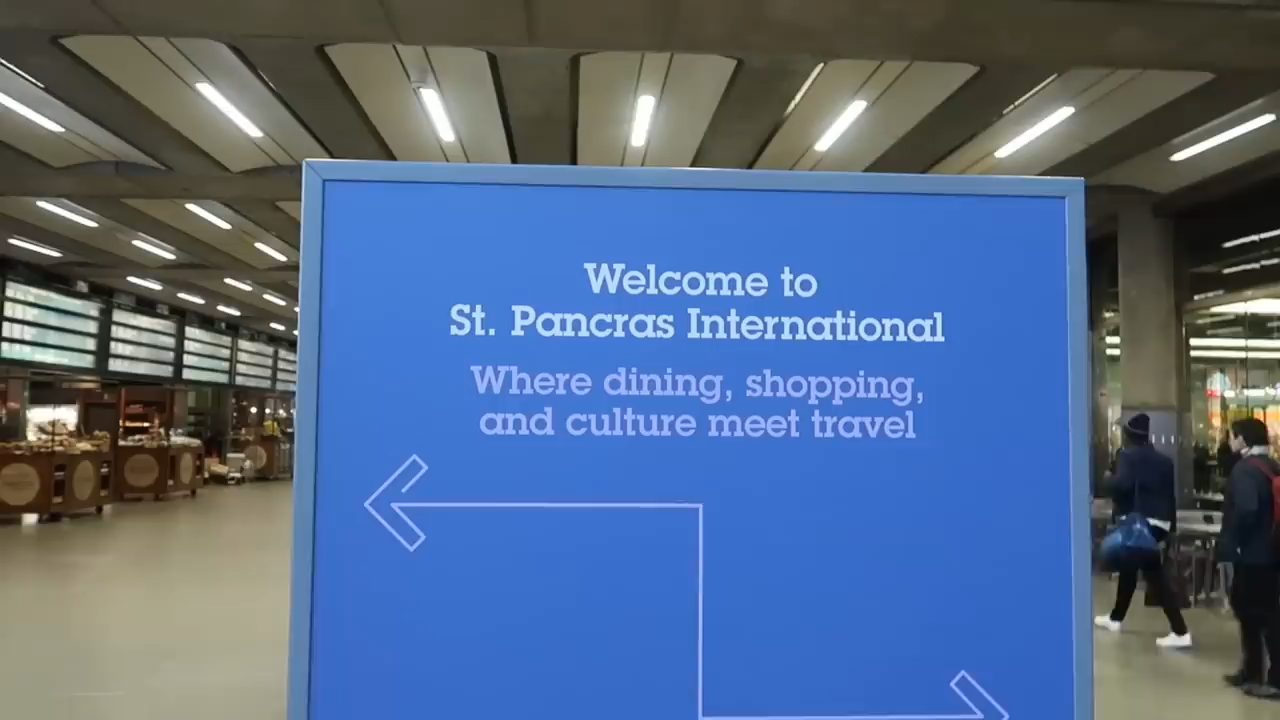 Welcome to
St. Pancras International
Where dining, shopping,
and culture meet travel